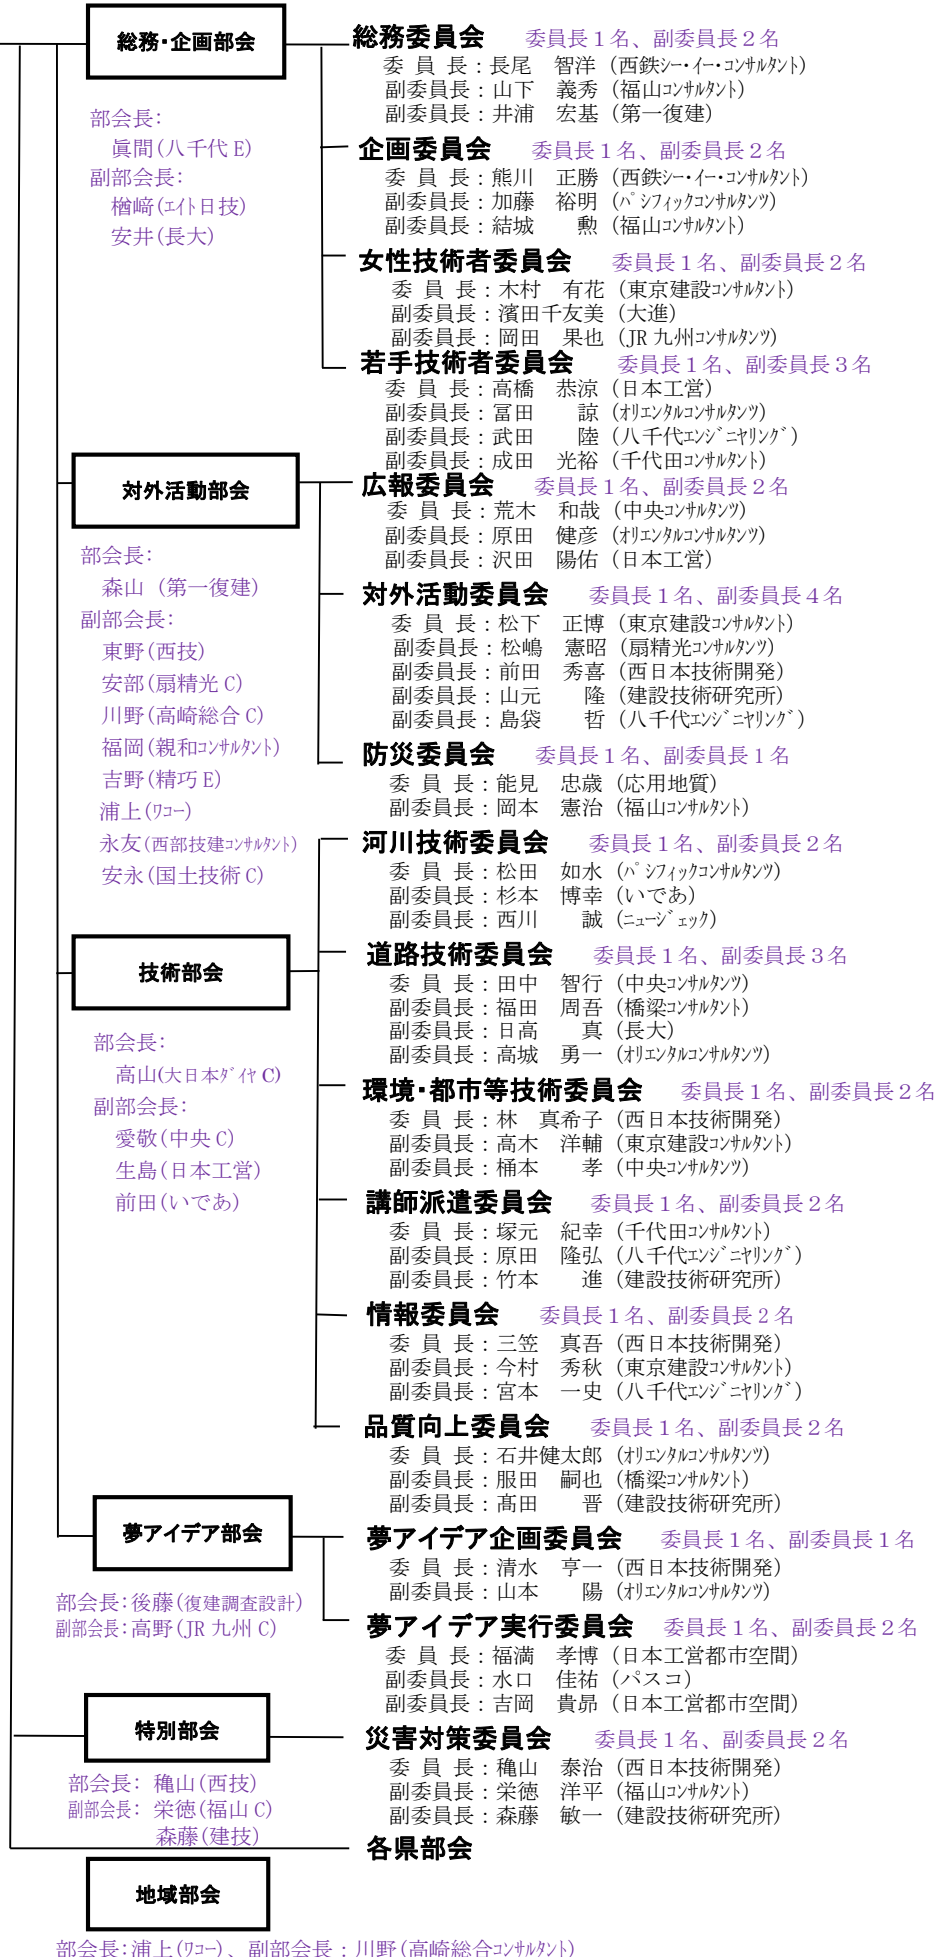 総務・企画部会
部会長：
眞間(八千代E)
副部会長：
楢﨑(ｴｲﾄ日技)
安井(長大)
総務委員会　委員長１名、副委員長２名
委 員 長：長尾　智洋（西鉄ｼｰ･ｲｰ･ｺﾝｻﾙﾀﾝﾄ）
副委員長：山下　義秀（福山ｺﾝｻﾙﾀﾝﾄ）
副委員長：井浦　宏基（第一復建）
企画委員会　委員長１名、副委員長２名
委 員 長：熊川　正勝（西鉄ｼｰ･ｲｰ･ｺﾝｻﾙﾀﾝﾄ）
副委員長：加藤　裕明（ﾊﾟｼﾌｨｯｸｺﾝｻﾙﾀﾝﾂ）
副委員長：結城　　勲（福山ｺﾝｻﾙﾀﾝﾄ）
女性技術者委員会　委員長１名、副委員長２名
委 員 長：木村　有花（東京建設ｺﾝｻﾙﾀﾝﾄ）
副委員長：濱田千友美（大進）
副委員長：岡田　果也（JR九州ｺﾝｻﾙﾀﾝﾂ）
若手技術者委員会　委員長１名、副委員長３名
委 員 長：高橋　恭涼（日本工営）
副委員長：冨田　　諒（ｵﾘｴﾝﾀﾙｺﾝｻﾙﾀﾝﾂ）
副委員長：武田　　陸（八千代ｴﾝｼﾞﾆﾔﾘﾝｸﾞ）
副委員長：成田　光裕（千代田ｺﾝｻﾙﾀﾝﾄ）
対外活動部会
部会長：
森山（第一復建）
副部会長：
東野(西技)
安部(扇精光C)
川野(高崎総合C)
福岡(親和ｺﾝｻﾙﾀﾝﾄ)
吉野(精巧E)
浦上(ﾜｺｰ)
永友(西部技建ｺﾝｻﾙﾀﾝﾄ)
安永(国土技術C)
広報委員会　委員長１名、副委員長２名
委 員 長：荒木　和哉（中央ｺﾝｻﾙﾀﾝﾂ）
副委員長：原田　健彦（ｵﾘｴﾝﾀﾙｺﾝｻﾙﾀﾝﾂ）
副委員長：沢田　陽佑（日本工営）
対外活動委員会　委員長１名、副委員長４名
委 員 長：松下　正博（東京建設ｺﾝｻﾙﾀﾝﾄ）
副委員長：松嶋　憲昭（扇精光ｺﾝｻﾙﾀﾝﾂ）
副委員長：前田　秀喜（西日本技術開発）
副委員長：山元　　隆（建設技術研究所）
副委員長：島袋　　哲（八千代ｴﾝｼﾞﾆﾔﾘﾝｸﾞ）
防災委員会　委員長１名、副委員長１名
委 員 長：能見　忠歳（応用地質）
副委員長：岡本　憲治（福山ｺﾝｻﾙﾀﾝﾄ）
技術部会
部会長：
高山(大日本ﾀﾞｲﾔC)
副部会長：
愛敬(中央C)
生島(日本工営)
前田(いであ)
河川技術委員会　委員長１名、副委員長２名
委 員 長：松田　如水（ﾊﾟｼﾌｨｯｸｺﾝｻﾙﾀﾝﾂ）
副委員長：杉本　博幸（いであ）
副委員長：西川　　誠（ﾆｭｰｼﾞｪｯｸ）
道路技術委員会　委員長１名、副委員長３名
委 員 長：田中　智行（中央ｺﾝｻﾙﾀﾝﾂ）
副委員長：福田　周吾（橋梁ｺﾝｻﾙﾀﾝﾄ）
副委員長：日高　　真（長大）
副委員長：高城　勇一（ｵﾘｴﾝﾀﾙｺﾝｻﾙﾀﾝﾂ）
環境・都市等技術委員会　委員長１名、副委員長２名
委 員 長：林　真希子（西日本技術開発）
副委員長：高木　洋輔（東京建設ｺﾝｻﾙﾀﾝﾄ）
副委員長：桶本　　孝（中央ｺﾝｻﾙﾀﾝﾂ）
講師派遣委員会　委員長１名、副委員長２名
委 員 長：塚元　紀幸（千代田ｺﾝｻﾙﾀﾝﾄ）
副委員長：原田　隆弘（八千代ｴﾝｼﾞﾆﾔﾘﾝｸﾞ）
副委員長：竹本　　進（建設技術研究所）
情報委員会　委員長１名、副委員長２名
委 員 長：三笠　真吾（西日本技術開発）
副委員長：今村　秀秋（東京建設ｺﾝｻﾙﾀﾝﾄ）
副委員長：宮本　一史（八千代ｴﾝｼﾞﾆﾔﾘﾝｸﾞ）
品質向上委員会　委員長１名、副委員長２名
委 員 長：石井健太郎（ｵﾘｴﾝﾀﾙｺﾝｻﾙﾀﾝﾂ）
副委員長：服田　嗣也（橋梁ｺﾝｻﾙﾀﾝﾄ）
副委員長：髙田　　晋（建設技術研究所）
夢アイデア部会
部会長：後藤(復建調査設計)
副部会長：高野(JR九州C)
夢アイデア企画委員会　委員長１名、副委員長１名
委 員 長：清水　亨一（西日本技術開発）
副委員長：山本　　陽（ｵﾘｴﾝﾀﾙｺﾝｻﾙﾀﾝﾂ）
夢アイデア実行委員会　委員長１名、副委員長２名
委 員 長：福満　孝博（日本工営都市空間）
副委員長：水口　佳祐（パスコ）
副委員長：吉岡　貴昴（日本工営都市空間）
特別部会
部会長： 穐山(西技)
副部会長： 栄徳(福山C)
森藤(建技)
災害対策委員会　委員長１名、副委員長２名
委 員 長：穐山　泰治（西日本技術開発）
副委員長：栄徳　洋平（福山ｺﾝｻﾙﾀﾝﾄ）
副委員長：森藤　敏一（建設技術研究所）
各県部会
地域部会
部会長：浦上(ﾜｺｰ)、副部会長：川野(高崎総合ｺﾝｻﾙﾀﾝﾄ)